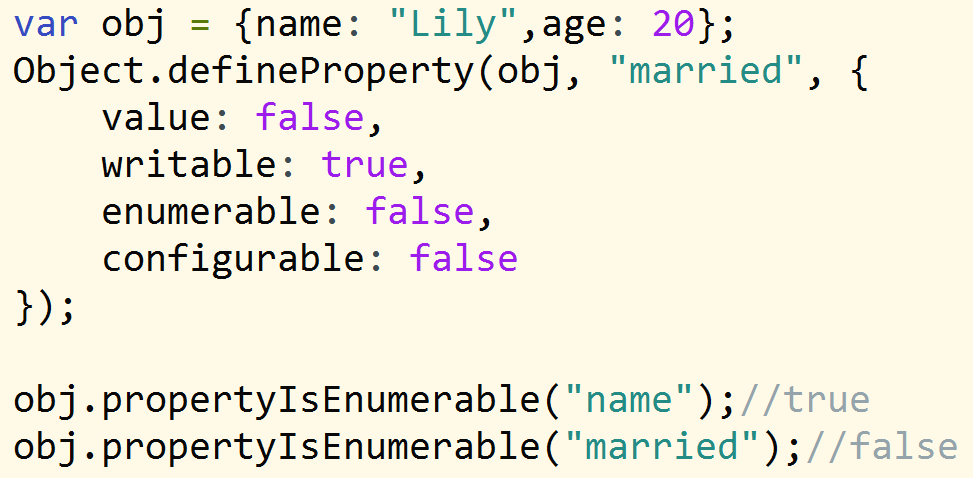 var obj = {name: "Lily",age: 20};
Object.defineProperty(obj, "married", {
    value: false,
    writable: true,
    enumerable: false,
    configurable: false
});
obj.propertyIsEnumerable("name");//true
obj.propertyIsEnumerable("married");//false